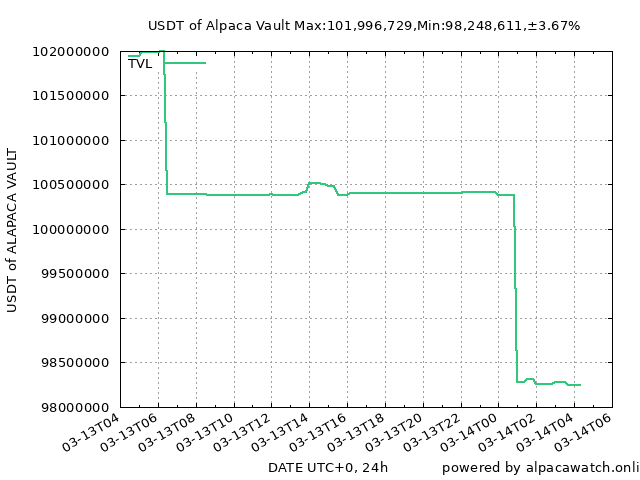 USDT of Alpaca Vault Max:101,996,729,Min:98,248,611,±3.67%
102000000
TVL
101500000
101000000
100500000
100000000
99500000
99000000
98500000
98000000
USDT of ALAPACA VAULT
03-13T04
03-13T06
03-13T08
03-13T10
03-13T12
03-13T14
03-13T16
03-13T18
03-13T20
03-13T22
03-14T00
03-14T02
03-14T04
03-14T06
DATE UTC+0, 24h
powered by alpacawatch.onli